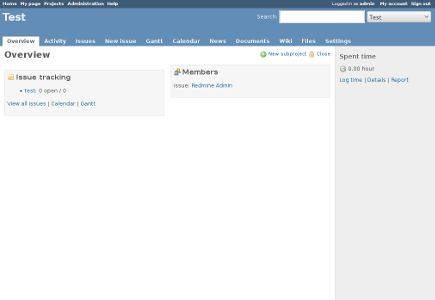 Home My page Projects Administration Help Logged in as admin My account Sign out
Test Search: Test
Overview Activity Issues New issue Gantt Calendar News Documents Wiki Files Settings
Overview New subproject Close
Issue tracking
test 0 open / 0
View all issues | Calendar | Gantt
Members
issue: Redmine Admin
Spent time
0.00 hour
Log time | Details | Report